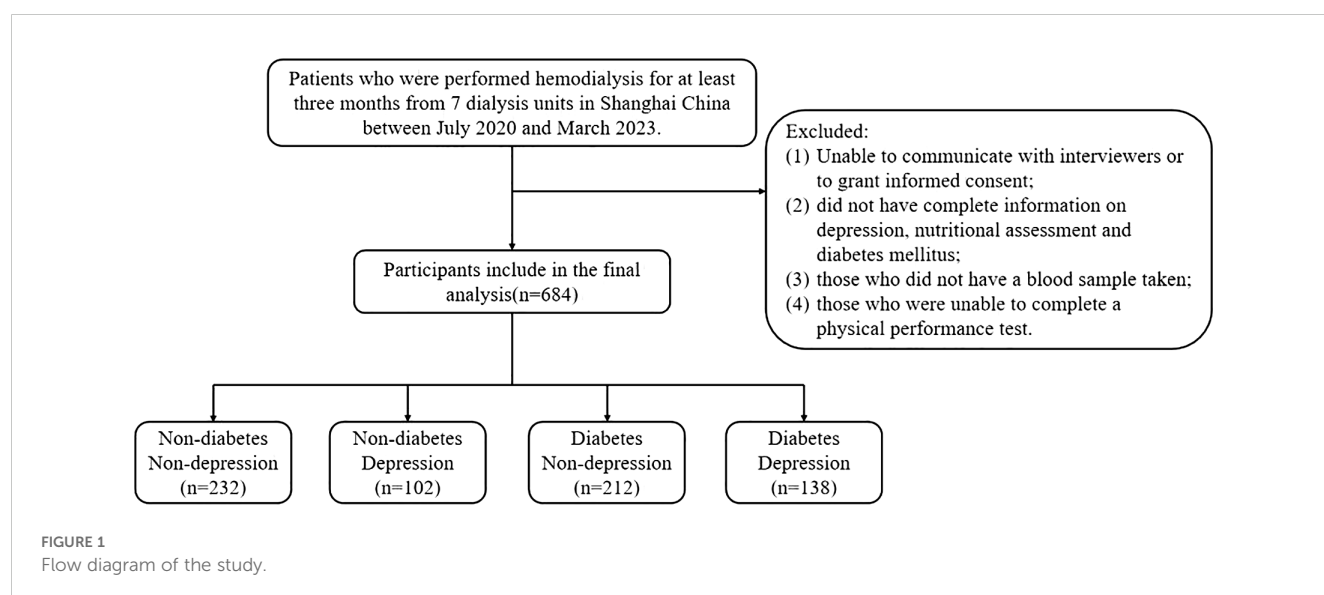 Patients who were performed hemodialysis for at least
three months from 7 dialysis units in Shanghai China
between July 2020 and March 2023.
Excluded:
(1) Unable to communicate with interviewers or
to grant informed consent;
(2) did not have complete information on
depression, nutritional assessment and
diabetes mellitus;
(3) those who did not have a blood sample taken;
(4) those who were unable to complete a
physical performance test.
Participants include in the final
analysis(n=684)
Non-diabetes
Non-depression
(n=232)
Non-diabetes
Depression
(n=102)
Diabetes
Non-depression
(n=212)
Diabetes
Depression
(n=138)
FIGURE 1
Flow diagram of the study.